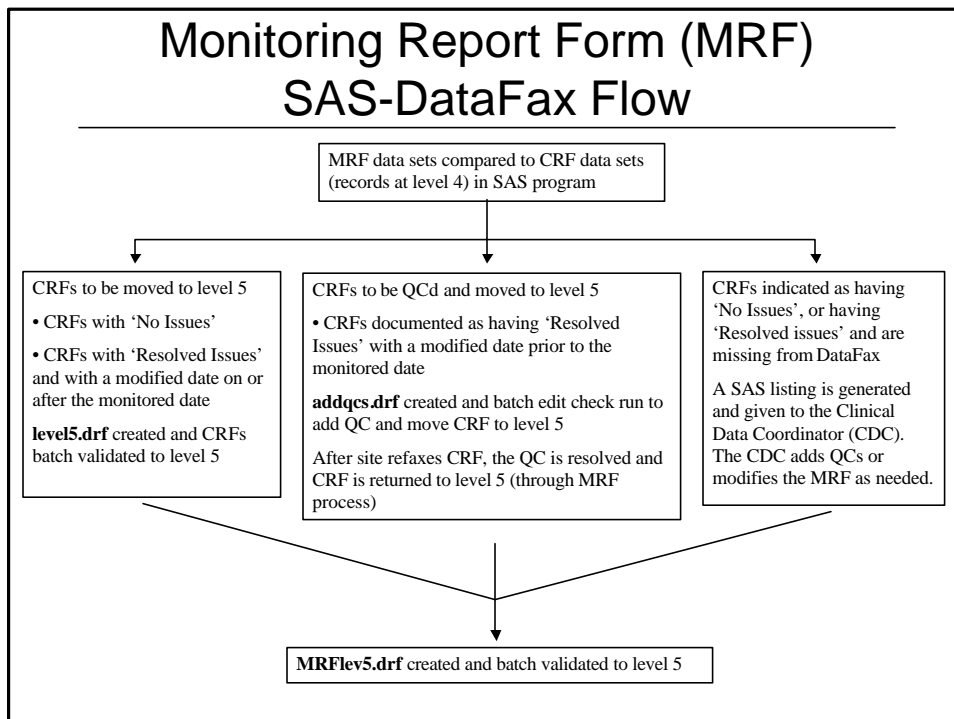 Monitoring Report Form (MRF)
SAS-DataFax Flow
MRF data sets compared to CRF data sets
(records at level 4) in SAS program
CRFs to be moved to level 5
• CRFs with ‘No Issues’
• CRFs with ‘Resolved Issues’
and with a modified date on or
after the monitored date
level5.drf created and CRFs
batch validated to level 5
CRFs to be QCd and moved to level 5
• CRFs documented as having ‘Resolved
Issues’ with a modified date prior to the
monitored date
addqcs.drf created and batch edit check run to
add QC and move CRF to level 5
After site refaxes CRF, the QC is resolved and
CRF is returned to level 5 (through MRF
process)
CRFs indicated as having
‘No Issues’, or having
‘Resolved issues’ and are
missing from DataFax
A SAS listing is generated
and given to the Clinical
Data Coordinator (CDC).
The CDC adds QCs or
modifies the MRF as needed.
MRFlev5.drf created and batch validated to level 5